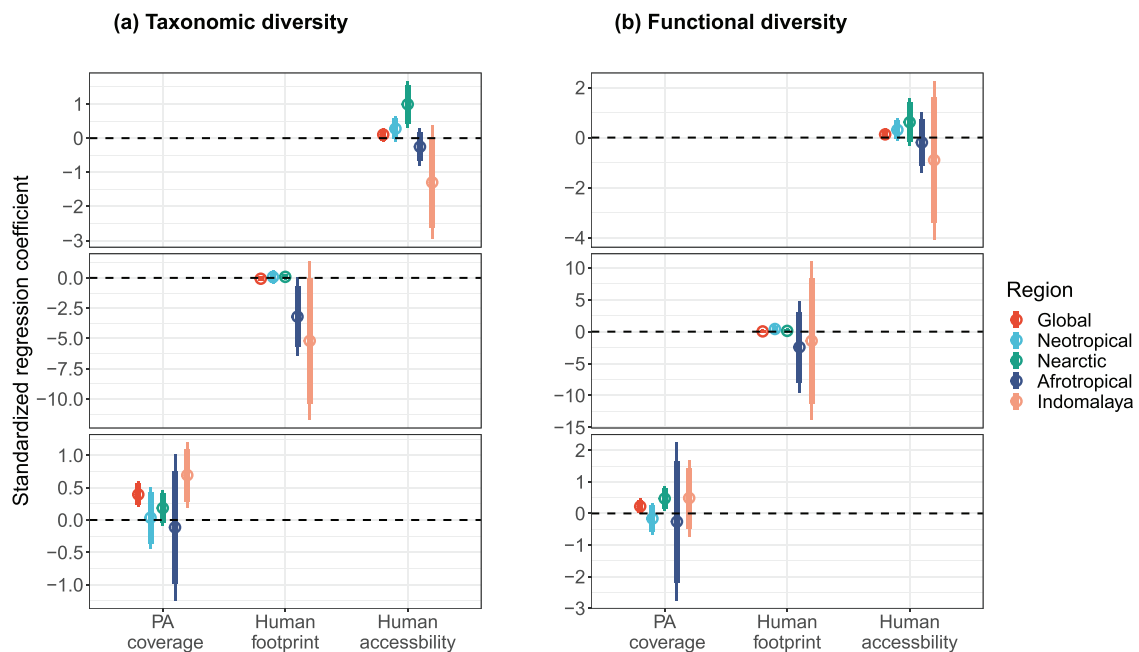 (a) Taxonomic diversity
(b) Functional diversity
Standardized regression coefficient
1
0
−1
−2
−3
0.0
−2.5
−5.0
−7.5
−10.0
1.0
0.5
0.0
−0.5
−1.0
PA
coverage
Human
footprint
Human
accessbility
2
0
−2
−4
10
5
0
−5
−10
−15
2
1
0
−1
−2
−3
PA
coverage
Human
footprint
Human
accessbility
Region
Global
Neotropical
Nearctic
Afrotropical
Indomalaya